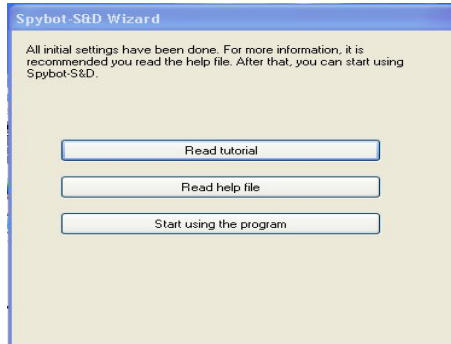 Spybot-S&D Wizard
All initial settings have been done. For more information, it is
recommended you read the help file. After that, you can start using
Spybot-S&D.
Read tutorial
Read help file
Start using the program